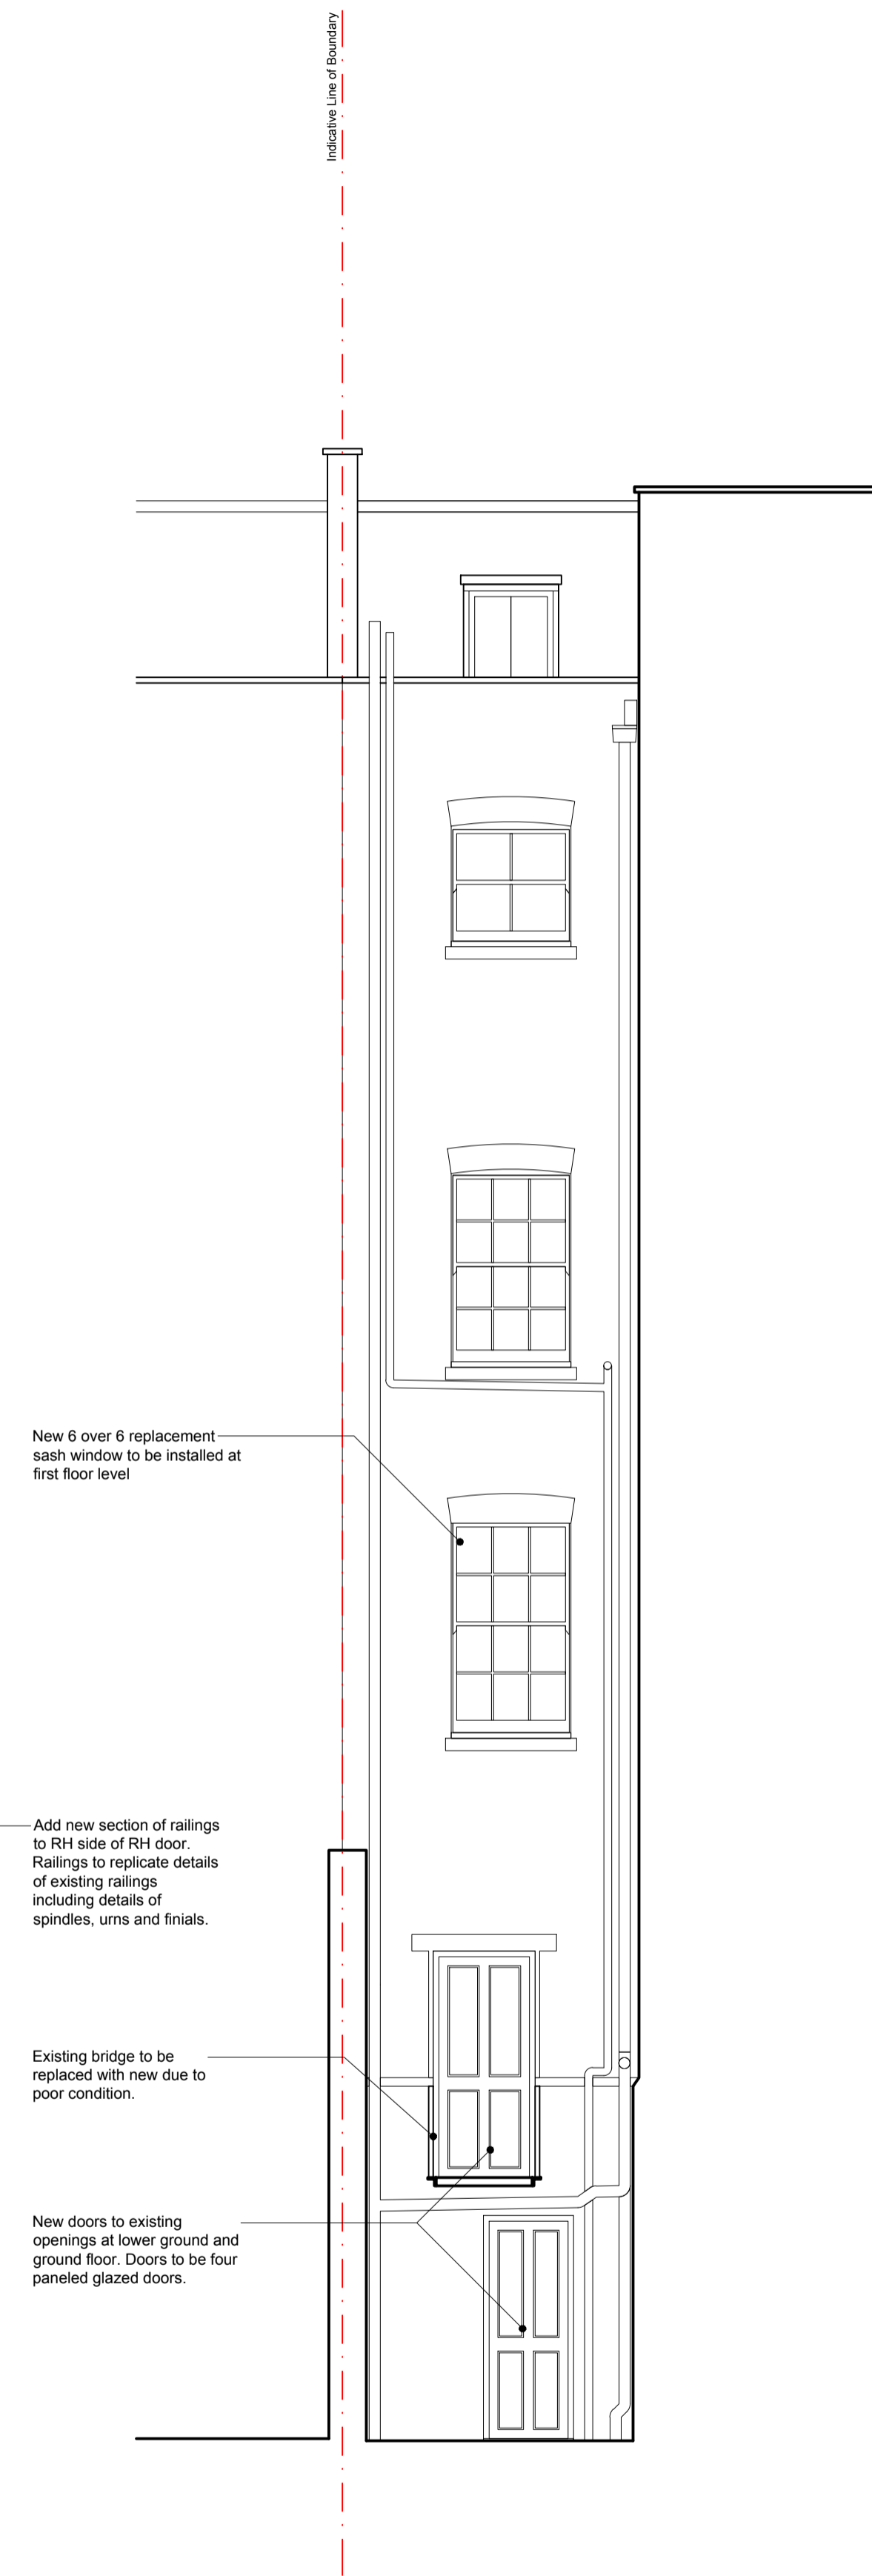 Indicative Line of Boundary
New 6 over 6 replacement
sash window to be installed at
first floor level
Add new section of railings
to RH side of RH door.
Railings to replicate details
of existing railings
including details of
spindles, urns and finials.
Existing bridge to be
replaced with new due to
poor condition.
New doors to existing
openings at lower ground and
ground floor. Doors to be four
paneled glazed doors.